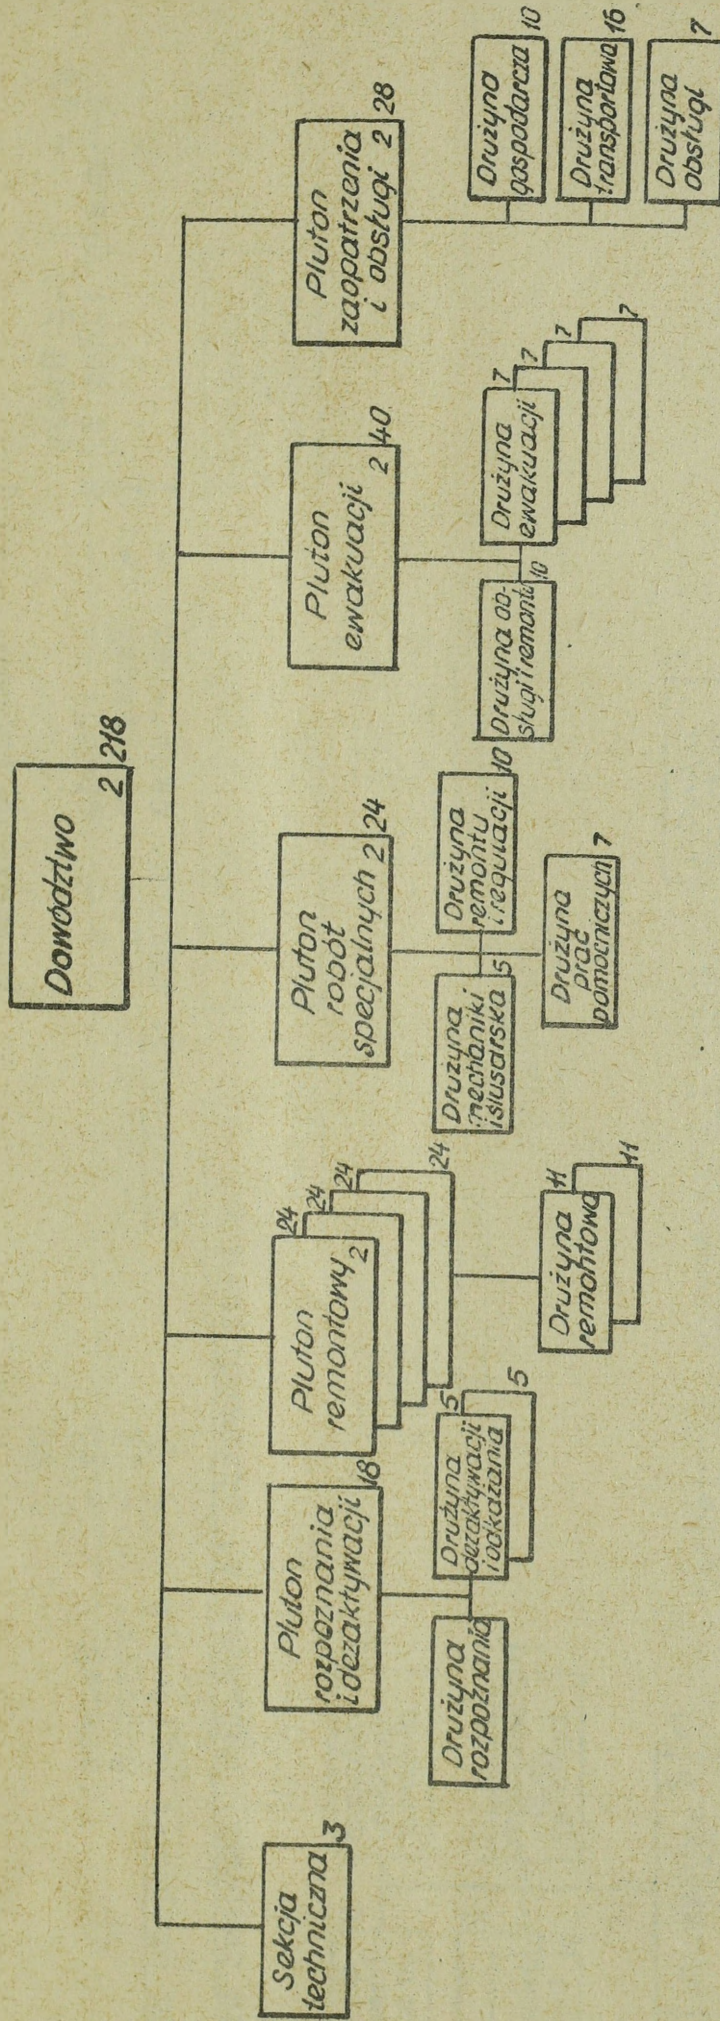 Dowództwo
2
218
Sekcja
techniczna
3
Pluton
rozpoznania
i dezaktywacji
18
Drużyna
rozpoznania
Drużyna
dezaktywacji
i odkażania
5
5
Pluton
remontowy
2
24
24
24
24
Drużyna
remontowa
11
11
Pluton
robót
specjalnych
2
24
Drużyna
mechaniki
i ślusarska
5
Drużyna
remontu
i regulacji
10
Drużyna
prac
pomocniczych
7
Pluton
ewakuacji
2
40
Drużyna ob-
sługi i remont
10
Drużyna
ewakuacji
7
7
7
7
Pluton
zaopatrzenia
i obsługi
2
28
Drużyna
gospodarcza
10
Drużyna
transportowa
16
Drużyna
obsługi
7